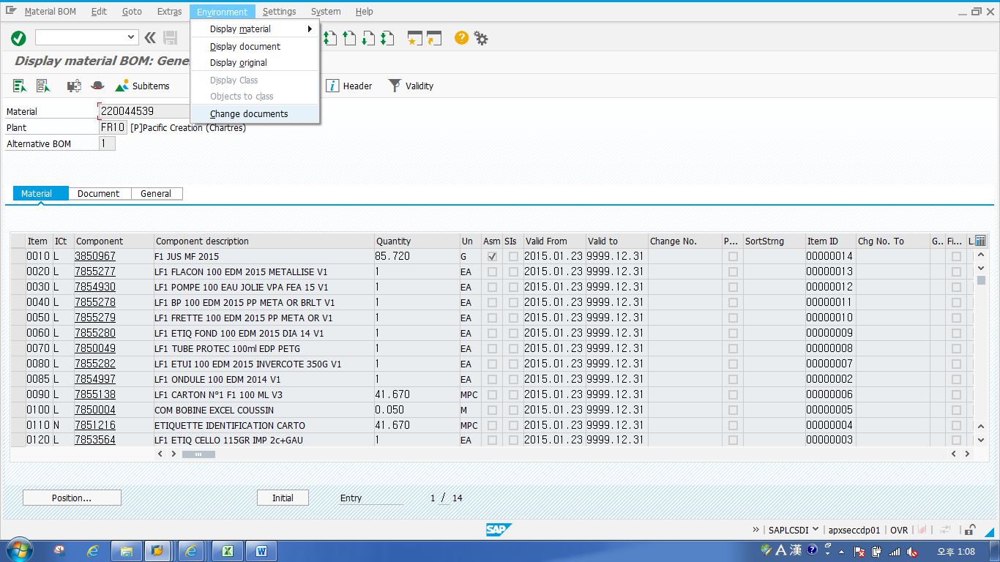 Material BOM Edit Goto Extras Environment Settings System Help
Display material
Display document
Display original
Display Class
Objects to class
Change documents
Display material BOM: Gene
Subitems Header Validity
Material 220044539
Plant FR10 [P]Pacific Creation (Chartres)
Alternative BOM 1
Material Document General
Item ICt Component Component description Quantity Un Asm SIs Valid From Valid to Change No. P... SortStrng Item ID Chg No. To G.. Fi... L
0010 L 3850967 F1 JUS MF 2015 85.720 G 2015.01.23 9999.12.31 00000014
0020 L 7855277 LF1 FLACON 100 EDM 2015 METALLISE V1 1 EA 2015.01.23 9999.12.31 00000013
0030 L 7854930 LF1 POMPE 100 EAU JOLIE VPA FEA 15 V1 1 EA 2015.01.23 9999.12.31 00000012
0040 L 7855278 LF1 BP 100 EDM 2015 PP META OR BRLT V1 1 EA 2015.01.23 9999.12.31 00000011
0050 L 7855279 LF1 FRETTE 100 EDM 2015 PP META OR V1 1 EA 2015.01.23 9999.12.31 00000010
0060 L 7855280 LF1 ETIQ FOND 100 EDM 2015 DIA 14 V1 1 EA 2015.01.23 9999.12.31 00000009
0070 L 7850049 LF1 TUBE PROTEC 100ml EDP PETG 1 EA 2015.01.23 9999.12.31 00000008
0080 L 7855282 LF1 ETUI 100 EDM 2015 INVERCOTE 350G V1 1 EA 2015.01.23 9999.12.31 00000007
0085 L 7854997 LF1 ONDULE 100 EDM 2014 V1 1 EA 2015.01.23 9999.12.31 00000002
0090 L 7855138 LF1 CARTON N°1 F1 100 ML V3 41.670 MPC 2015.01.23 9999.12.31 00000006
0100 L 7850004 COM BOBINE EXCEL COUSSIN 0.050 M 2015.01.23 9999.12.31 00000005
0110 N 7851216 ETIQUETTE IDENTIFICATION CARTO 41.670 MPC 2015.01.23 9999.12.31 00000004
0120 L 7853564 LF1 ETIQ CELLO 115GR IMP 2c+GAU 1 EA 2015.01.23 9999.12.31 00000003
Position... Initial Entry 1 / 14
SAP SAPLCSDI apxseccdp01 OVR
A 漢 오후 1:08